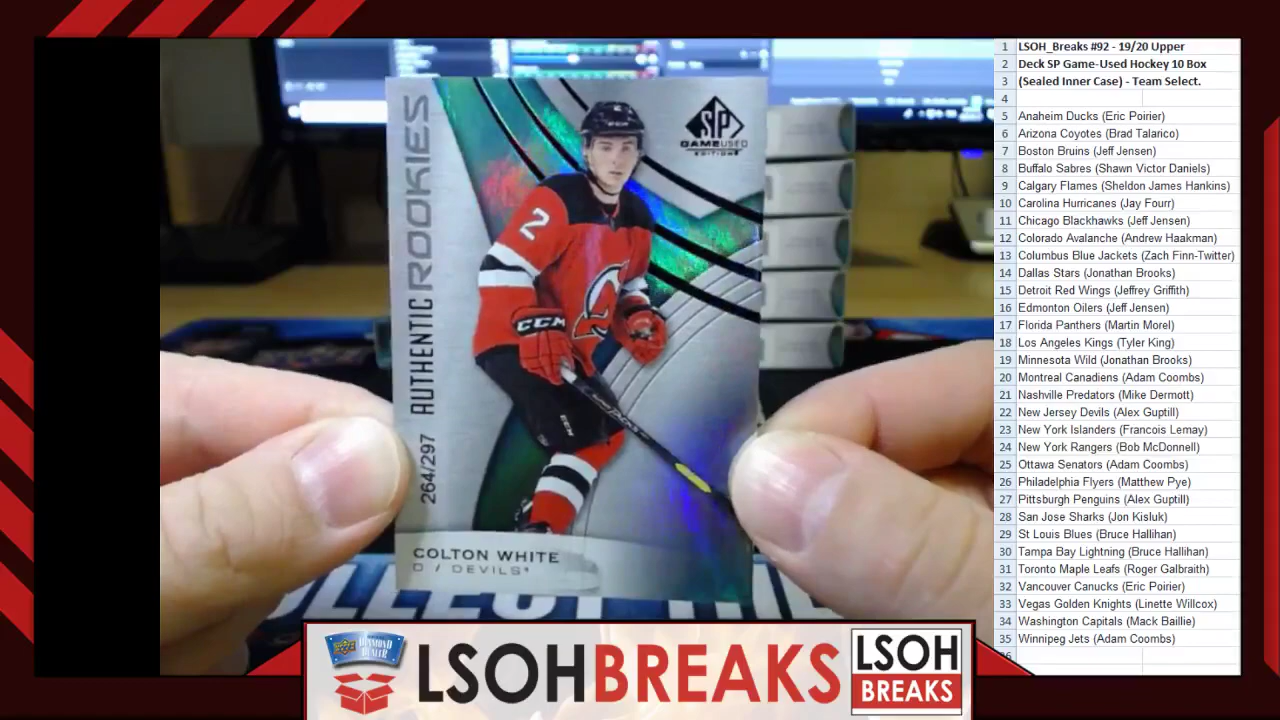 AUTHENTIC ROOKIES
264/297
SP
GAMEUSED
EDITION
2
CCM
COLTON WHITE
D / DEVILS
LSOHBREAKS
LSOH
BREAKS
1 LSOH_Breaks #92 - 19/20 Upper
2 Deck SP Game-Used Hockey 10 Box
3 (Sealed Inner Case) - Team Select.
4
5 Anaheim Ducks (Eric Poirier)
6 Arizona Coyotes (Brad Talarico)
7 Boston Bruins (Jeff Jensen)
8 Buffalo Sabres (Shawn Victor Daniels)
9 Calgary Flames (Sheldon James Hankins)
10 Carolina Hurricanes (Jay Fourr)
11 Chicago Blackhawks (Jeff Jensen)
12 Colorado Avalanche (Andrew Haakman)
13 Columbus Blue Jackets (Zach Finn-Twitter)
14 Dallas Stars (Jonathan Brooks)
15 Detroit Red Wings (Jeffrey Griffith)
16 Edmonton Oilers (Jeff Jensen)
17 Florida Panthers (Martin Morel)
18 Los Angeles Kings (Tyler King)
19 Minnesota Wild (Jonathan Brooks)
20 Montreal Canadiens (Adam Coombs)
21 Nashville Predators (Mike Dermott)
22 New Jersey Devils (Alex Guptill)
23 New York Islanders (Francois Lemay)
24 New York Rangers (Bob McDonnell)
25 Ottawa Senators (Adam Coombs)
26 Philadelphia Flyers (Matthew Pye)
27 Pittsburgh Penguins (Alex Guptill)
28 San Jose Sharks (Jon Kisluk)
29 St Louis Blues (Bruce Hallihan)
30 Tampa Bay Lightning (Bruce Hallihan)
31 Toronto Maple Leafs (Roger Galbraith)
32 Vancouver Canucks (Eric Poirier)
33 Vegas Golden Knights (Linette Willcox)
34 Washington Capitals (Mack Baillie)
35 Winnipeg Jets (Adam Coombs)